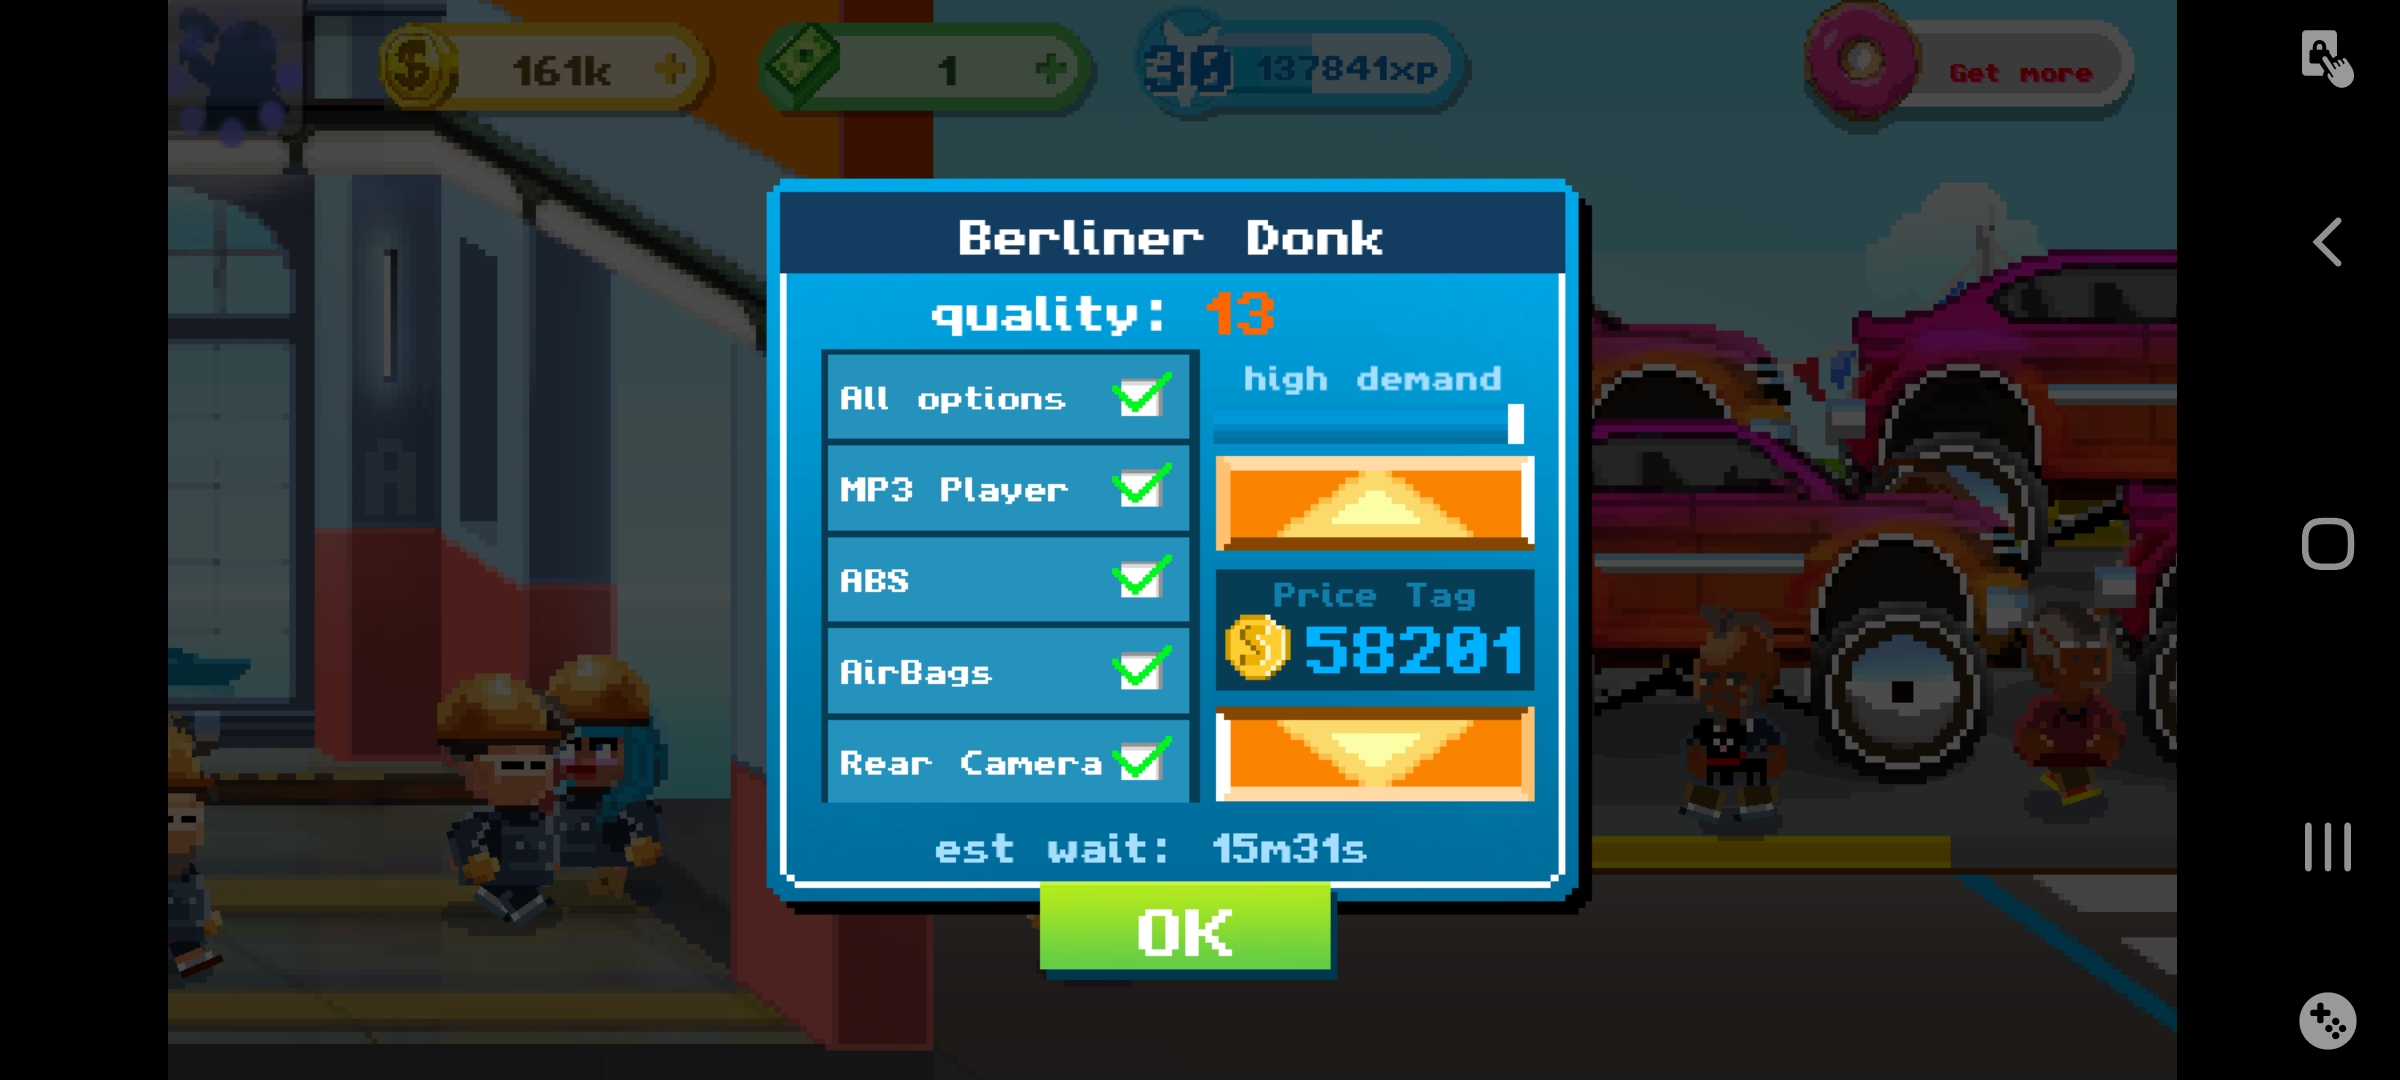 161k
1
30
137841xp
Get more
Berliner Donk
quality: 13
All options
MP3 Player
ABS
AirBags
Rear Camera
high demand
Price Tag
58201
est wait: 15m31s
OK
A